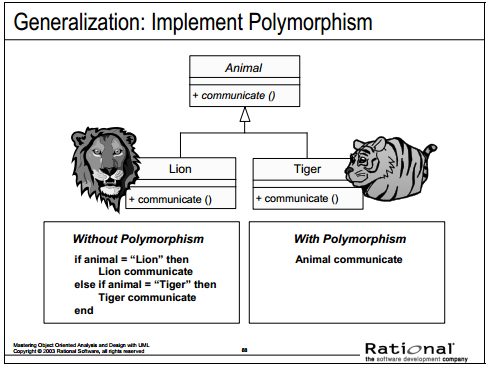 Generalization: Implement Polymorphism
Animal
+ communicate ()
Lion
+ communicate ()
Tiger
+ communicate ()
Without Polymorphism
if animal = “Lion” then
Lion communicate
else if animal = “Tiger” then
Tiger communicate
end
With Polymorphism
Animal communicate
Mastering Object Oriented Analysis and Design with UML
Copyright © 2003 Rational Software, all rights reserved
88
Rational
the software development company